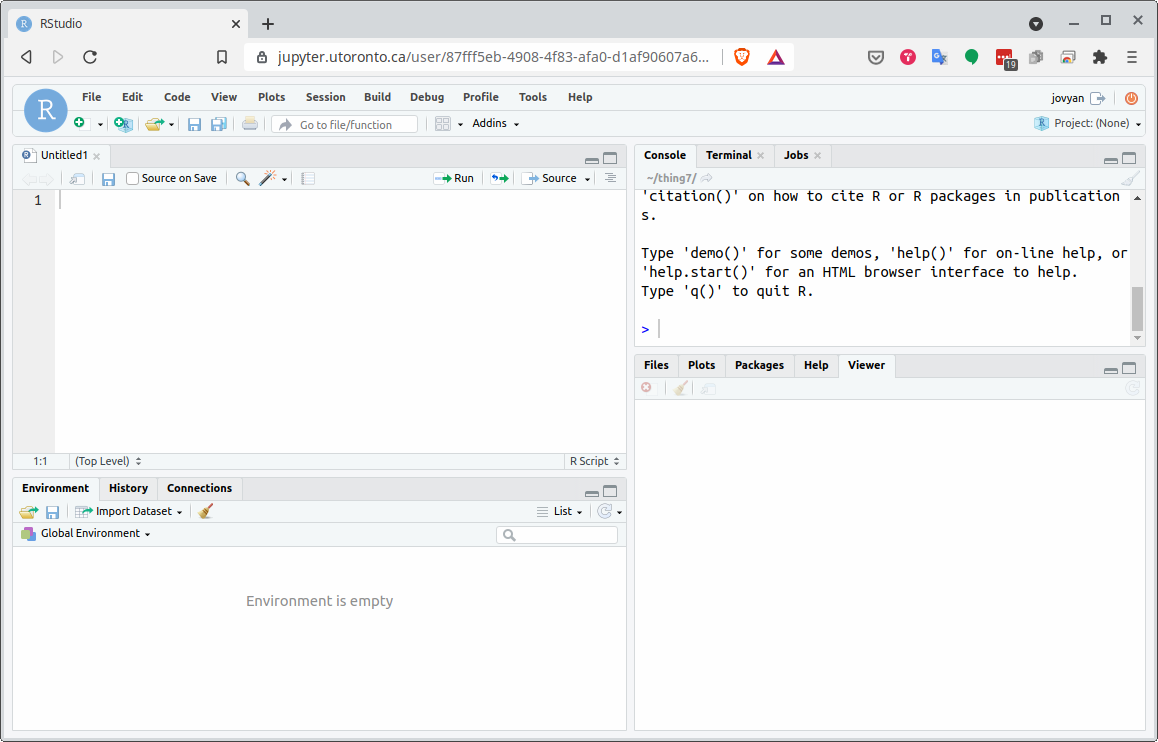 R RStudio
jupyter.utoronto.ca/user/87fff5eb-4908-4f83-afa0-d1af90607a6...
19
R
File Edit Code View Plots Session Build Debug Profile Tools Help
jovyan
Go to file/function
Addins
R Project: (None)
Untitled1
Source on Save
Run
Source
1
1:1
(Top Level)
R Script
Environment History Connections
Import Dataset
List
Global Environment
Environment is empty
Console Terminal Jobs
~/thing7/
'citation()' on how to cite R or R packages in publication
s.
Type 'demo()' for some demos, 'help()' for on-line help, or
'help.start()' for an HTML browser interface to help.
Type 'q()' to quit R.
>
Files Plots Packages Help Viewer